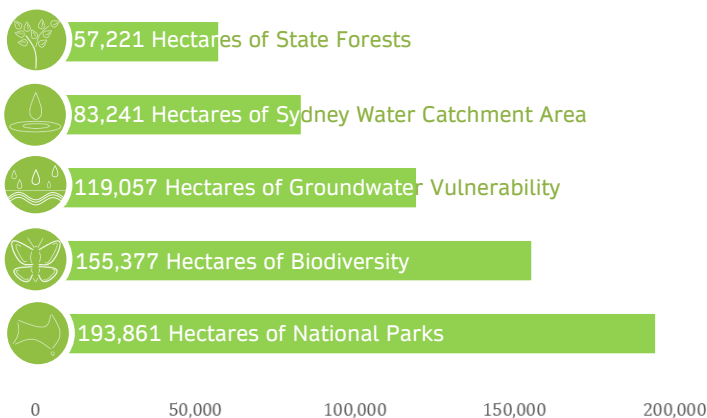 57,221 Hectares of State Forests
83,241 Hectares of Sydney Water Catchment Area
119,057 Hectares of Groundwater Vulnerability
155,377 Hectares of Biodiversity
193,861 Hectares of National Parks
0 50,000 100,000 150,000 200,000